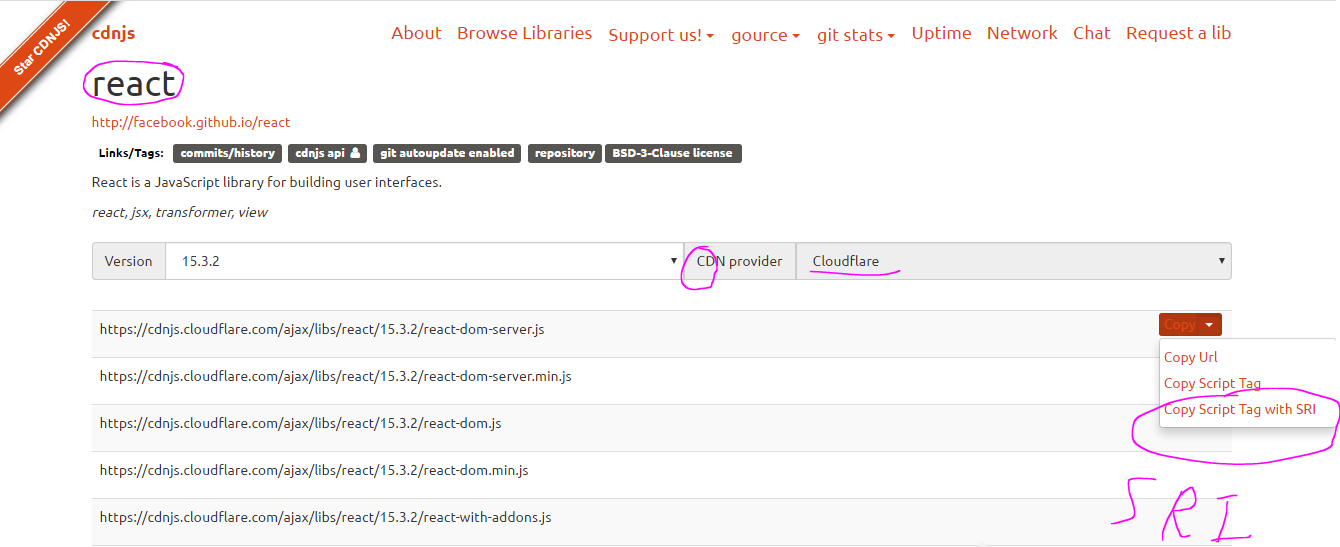 Star CDNJS!
cdnjs About Browse Libraries Support us! gource git stats Uptime Network Chat Request a lib
react
http://facebook.github.io/react
Links/Tags: commits/history cdnjs api git autoupdate enabled repository BSD-3-Clause license
React is a JavaScript library for building user interfaces.
react, jsx, transformer, view
Version 15.3.2 CDN provider Cloudflare
https://cdnjs.cloudflare.com/ajax/libs/react/15.3.2/react-dom-server.js Copy
Copy Url
https://cdnjs.cloudflare.com/ajax/libs/react/15.3.2/react-dom-server.min.js
Copy Script Tag
Copy Script Tag with SRI
https://cdnjs.cloudflare.com/ajax/libs/react/15.3.2/react-dom.js
https://cdnjs.cloudflare.com/ajax/libs/react/15.3.2/react-dom.min.js
https://cdnjs.cloudflare.com/ajax/libs/react/15.3.2/react-with-addons.js
SRI